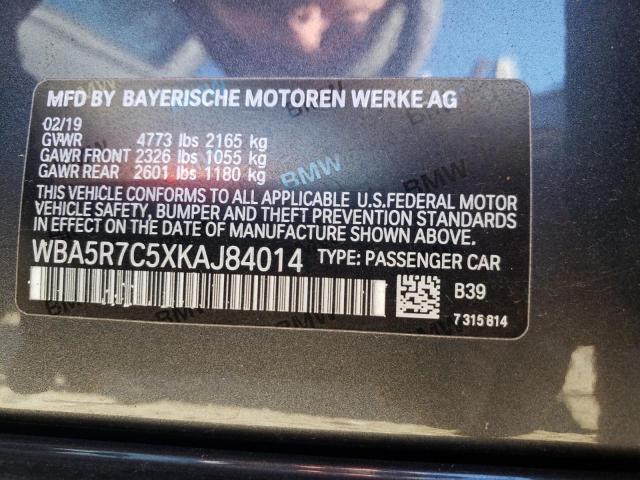 MFD BY BAYERISCHE MOTOREN WERKE AG
02/19
GVWR 4773 lbs 2165 kg
GAWR FRONT 2326 lbs 1055 kg
GAWR REAR 2601 lbs 1180 kg
THIS VEHICLE CONFORMS TO ALL APPLICABLE U.S.FEDERAL MOTOR
VEHICLE SAFETY, BUMPER AND THEFT PREVENTION STANDARDS
IN EFFECT ON THE DATE OF MANUFACTURE SHOWN ABOVE
WBA5R7C5XKAJ84014 TYPE: PASSENGER CAR
B39
7 315 814